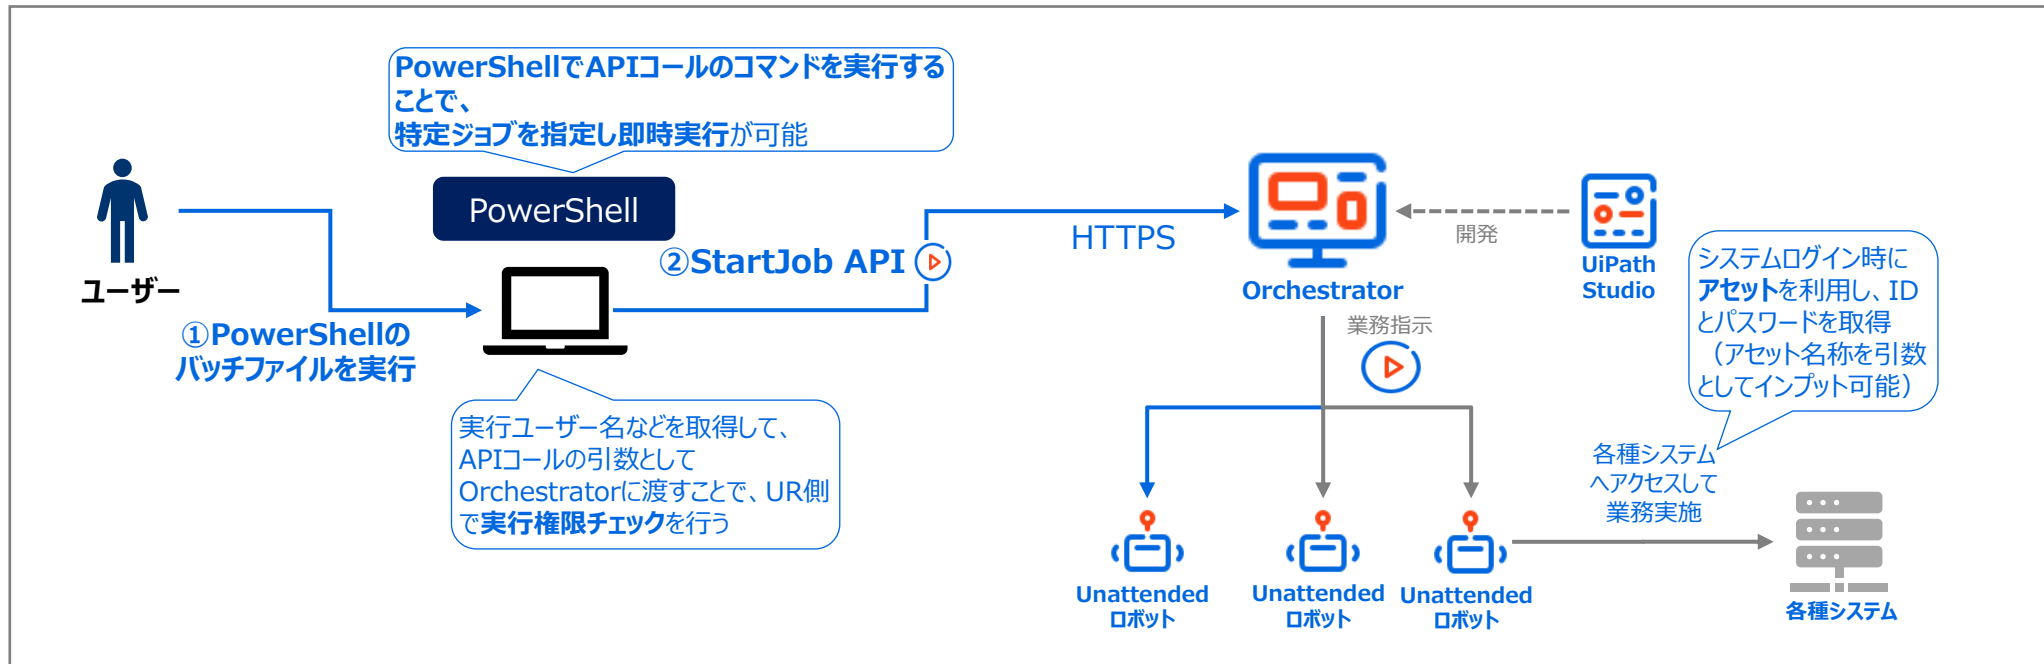 PowerShellでAPIコールのコマンドを実行する
ことで、
特定ジョブを指定し即時実行が可能
PowerShell
ユーザー
①PowerShellの
バッチファイルを実行
②StartJob API
実行ユーザー名などを取得して、
APIコールの引数として
Orchestratorに渡すことで、UR側
で実行権限チェックを行う
HTTPS
Orchestrator
開発
UiPath
Studio
業務指示
システムログイン時に
アセットを利用し、ID
とパスワードを取得
（アセット名称を引数
としてインプット可能）
各種システム
へアクセスして
業務実施
Unattended
ロボット
Unattended
ロボット
Unattended
ロボット
各種システム